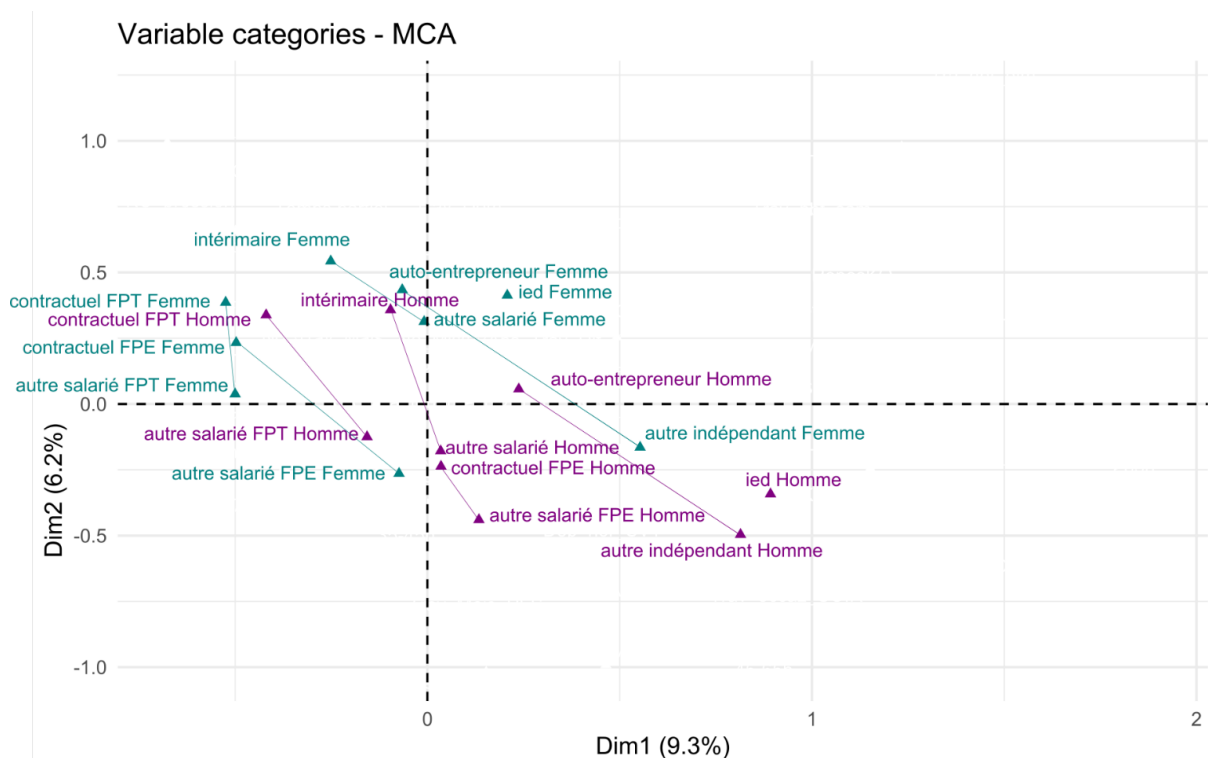 Variable categories - MCA
1.0
intérimaire Femme
0.5
auto-entrepreneur Femme
ied Femme
contractuel FPT Femme
intérimaire Homme
contractuel FPT Homme
autre salarié Femme
contractuel FPE Femme
autre salarié FPT Femme
auto-entrepreneur Homme
0.0
autre salarié FPT Homme
autre indépendant Femme
autre salarié Homme
autre salarié FPE Femme
contractuel FPE Homme
ied Homme
autre salarié FPE Homme
-0.5
autre indépendant Homme
-1.0
Dim2 (6.2%)
0
1
2
Dim1 (9.3%)